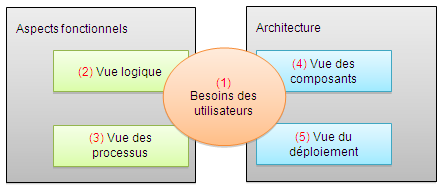 Aspects fonctionnels
(2) Vue logique
(3) Vue des
processus
(1)
Besoins des
utilisateurs
Architecture
(4) Vue des
composants
(5) Vue du
déploiement